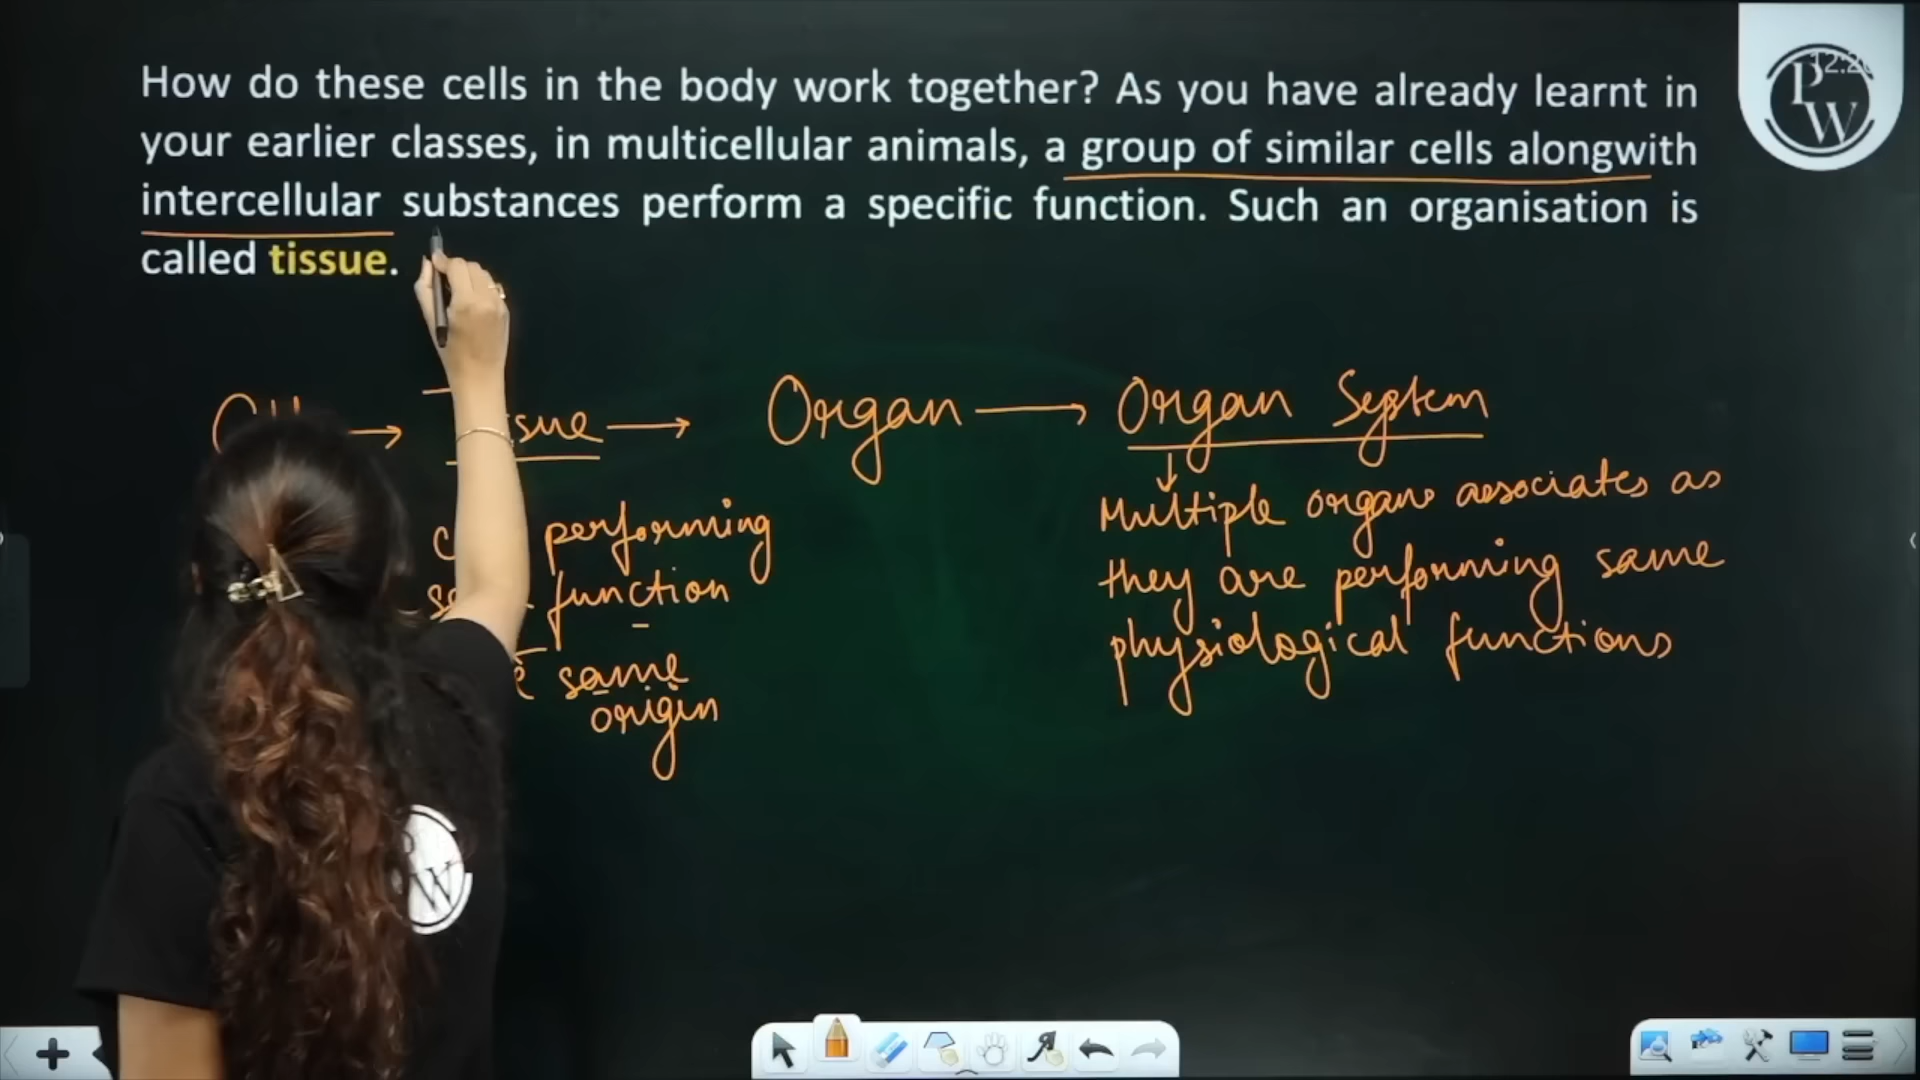 How do these cells in the body work together? As you have already learnt in
your earlier classes, in multicellular animals, a group of similar cells alongwith
intercellular substances perform a specific function. Such an organisation is
called tissue.
PW
Organ → Organ System
performing
function
same
origin
Multiple organs associates as
they are performing same
physiological functions
PW